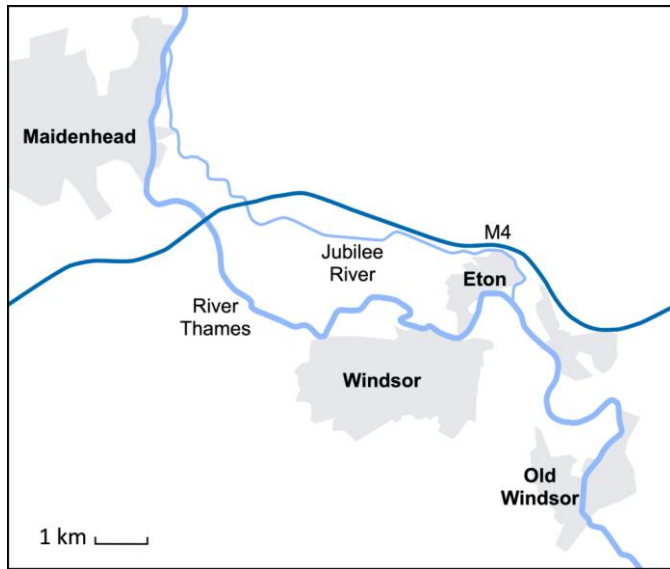 Maidenhead
M4
Jubilee
River
Eton
River
Thames
Windsor
Old
Windsor
1 km